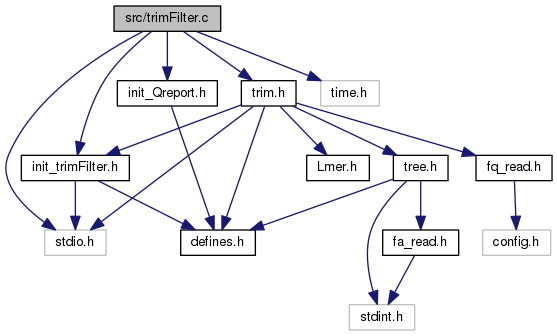 src/trimFilter.c
init_Qreport.h
trim.h
time.h
init_trimFilter.h
Lmer.h
tree.h
fq_read.h
stdio.h
defines.h
fa_read.h
config.h
stdint.h